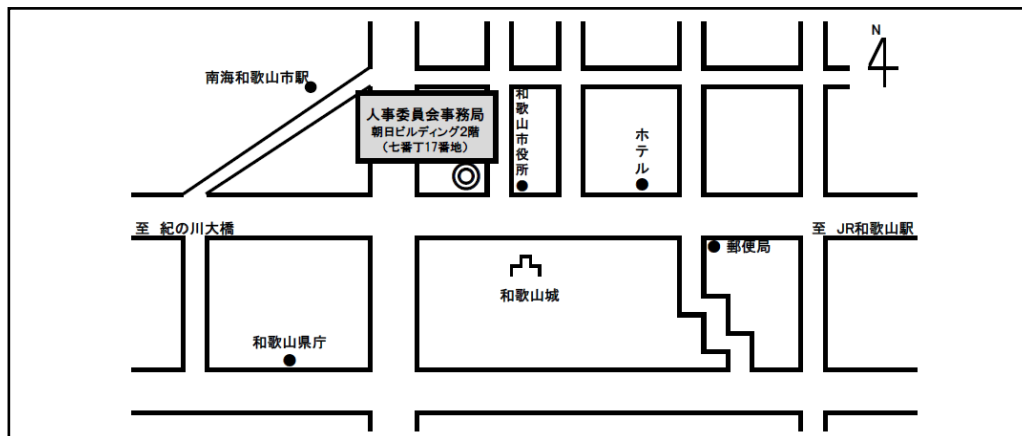 N
南海和歌山市駅
人事委員会事務局
朝日ビルディング2階
(七番丁17番地)
和歌山市役所
ホテル
至 紀の川大橋
至 JR和歌山駅
郵便局
和歌山城
和歌山県庁